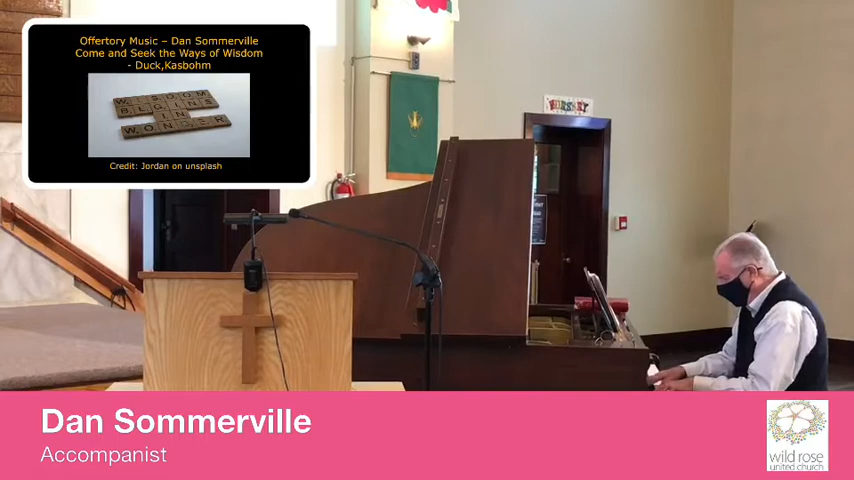 Offertory Music – Dan Sommerville
Come and Seek the Ways of Wisdom
- Duck,Kasbohm
WISDOM
BEGINS
IN
WONDER
Credit: Jordan on unsplash
NURSERY
Dan Sommerville
Accompanist
wild rose
united church